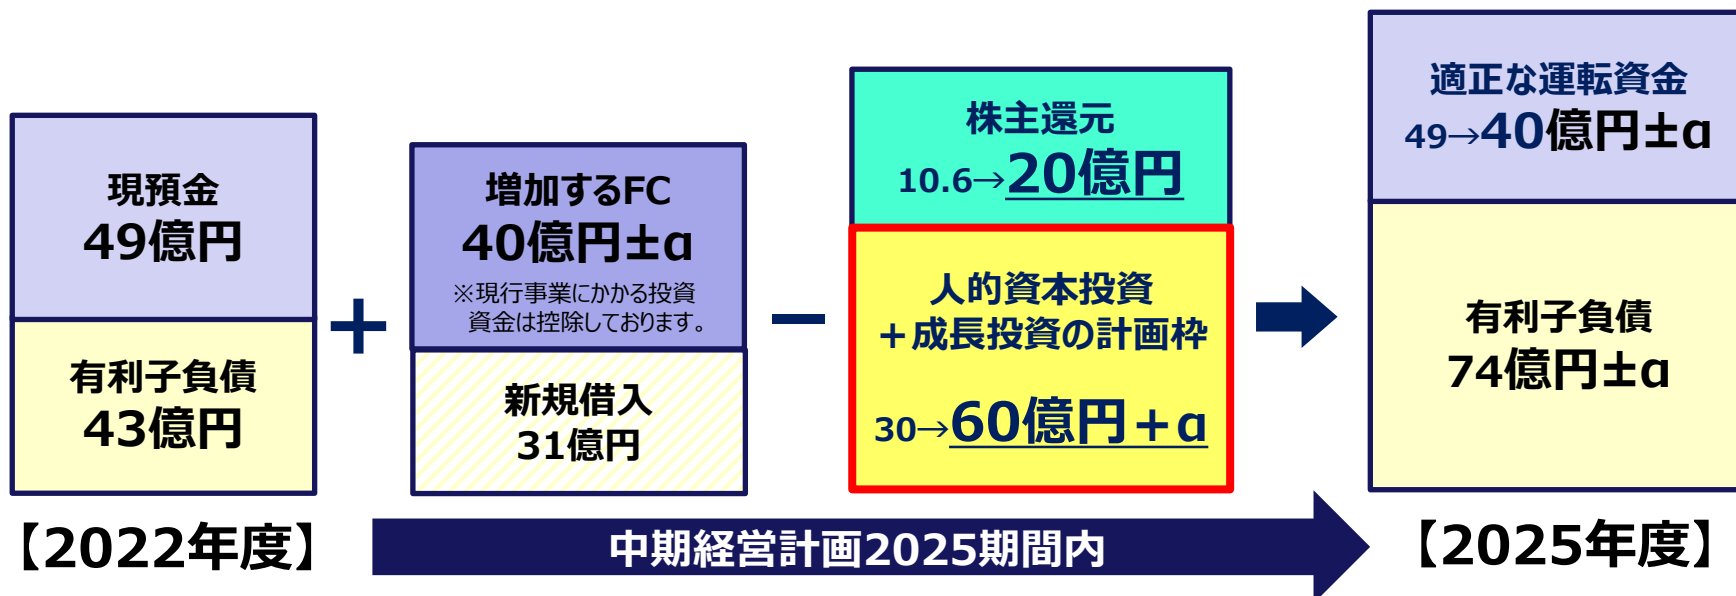 現預金
49億円
有利子負債
43億円
【2022年度】
+
増加するFC
40億円±α
※現行事業にかかる投資
資金は控除しております。
新規借入
31億円
−
株主還元
10.6→20億円
人的資本投資
+成長投資の計画枠
30→60億円+α
中期経営計画2025期間内
適正な運転資金
49→40億円±α
有利子負債
74億円±α
【2025年度】